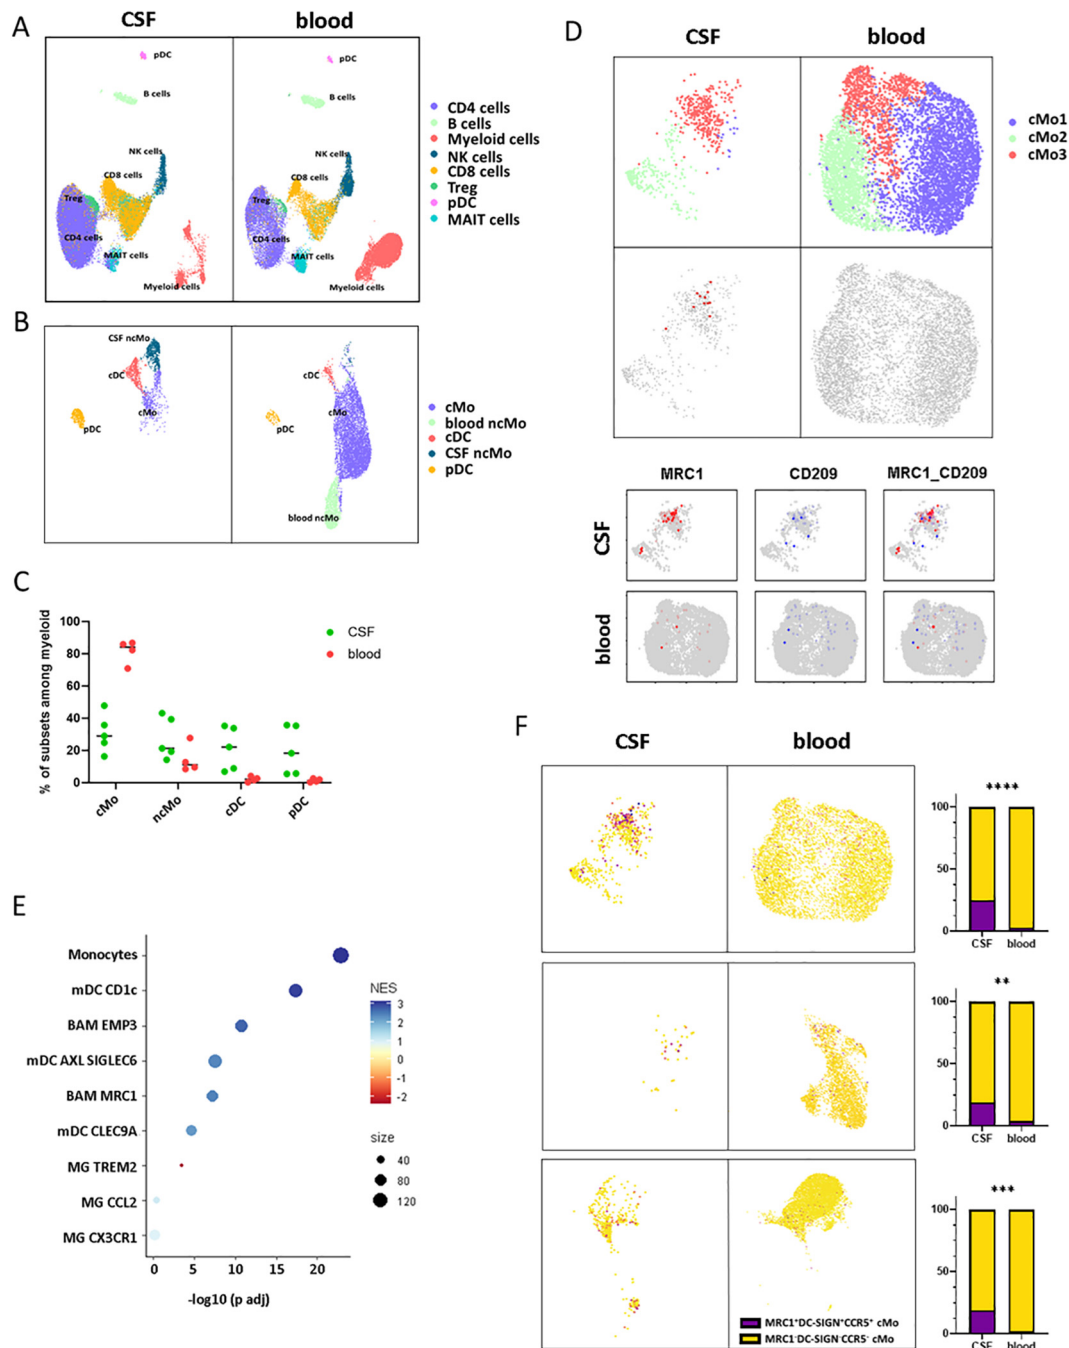 A
CSF
blood
pDC
B cells
NK cells
CD8 cells
Treg
CD4 cells
MAIT cells
Myeloid cells
pDC
B cells
NK cells
CD8 cells
Treg
CD4 cells
MAIT cells
Myeloid cells
CD4 cells
B cells
Myeloid cells
NK cells
CD8 cells
Treg
pDC
MAIT cells
B
CSF ncMo
cDC
cMo
pDC
cDC
cMo
pDC
blood ncMo
cMo
blood ncMo
cDC
CSF ncMo
pDC
C
% of subsets among myeloid
100
80
60
40
20
0
cMo
ncMo
cDC
pDC
CSF
blood
D
CSF
blood
cMo1
cMo2
cMo3
MRC1
CD209
MRC1_CD209
CSF
blood
E
Monocytes
mDC CD1c
BAM EMP3
mDC AXL SIGLEC6
BAM MRC1
mDC CLEC9A
MG TREM2
MG CCL2
MG CX3CR1
0
5
10
15
20
-log10 (p adj)
NES
3
2
1
0
-1
-2
size
40
80
120
F
CSF
blood
****
100
50
0
CSF
blood
**
100
50
0
CSF
blood
***
100
50
0
CSF
blood
MRC1⁺DC-SIGN⁺CCR5⁺ cMo
MRC1⁻DC-SIGN⁻CCR5⁻ cMo